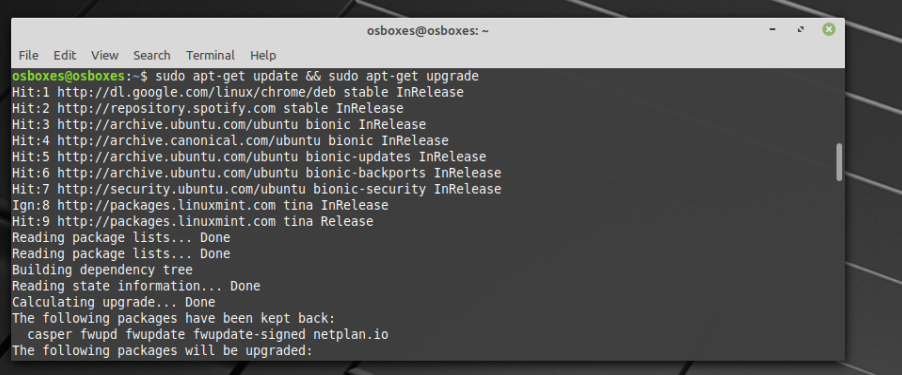 osboxes@osboxes: ~
File Edit View Search Terminal Help
osboxes@osboxes:~$ sudo apt-get update && sudo apt-get upgrade
Hit:1 http://dl.google.com/linux/chrome/deb stable InRelease
Hit:2 http://repository.spotify.com stable InRelease
Hit:3 http://archive.ubuntu.com/ubuntu bionic InRelease
Hit:4 http://archive.canonical.com/ubuntu bionic InRelease
Hit:5 http://archive.ubuntu.com/ubuntu bionic-updates InRelease
Hit:6 http://archive.ubuntu.com/ubuntu bionic-backports InRelease
Hit:7 http://security.ubuntu.com/ubuntu bionic-security InRelease
Ign:8 http://packages.linuxmint.com tina InRelease
Hit:9 http://packages.linuxmint.com tina Release
Reading package lists... Done
Reading package lists... Done
Building dependency tree
Reading state information... Done
Calculating upgrade... Done
The following packages have been kept back:
  casper fwupd fwupdate fwupdate-signed netplan.io
The following packages will be upgraded: